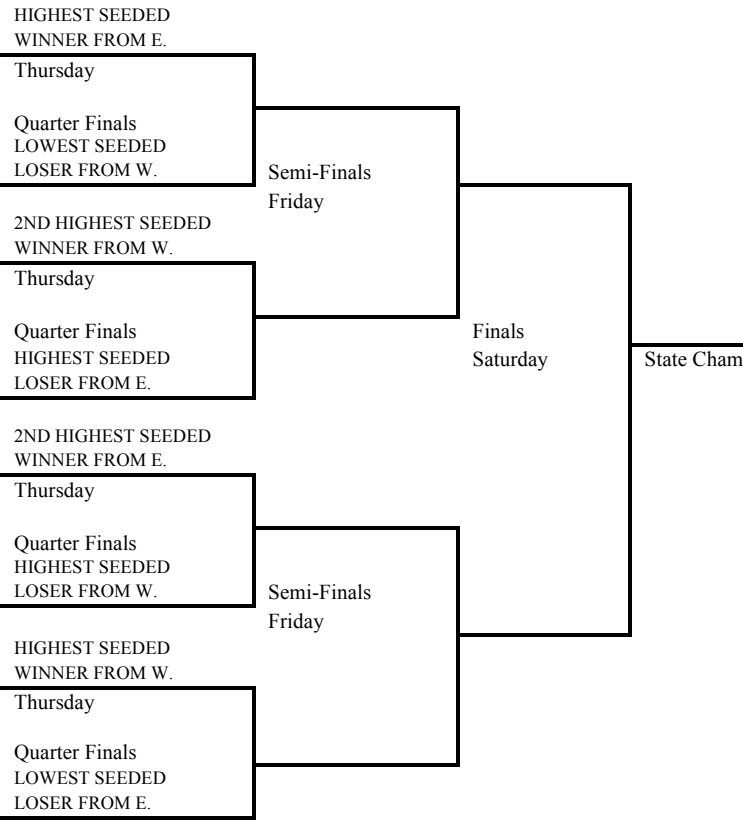 HIGHEST SEEDED
WINNER FROM E.
Thursday
Quarter Finals
LOWEST SEEDED
LOSER FROM W.
Semi-Finals
Friday
2ND HIGHEST SEEDED
WINNER FROM W.
Thursday
Quarter Finals
HIGHEST SEEDED
LOSER FROM E.
Finals
Saturday
State Cham
2ND HIGHEST SEEDED
WINNER FROM E.
Thursday
Quarter Finals
HIGHEST SEEDED
LOSER FROM W.
Semi-Finals
Friday
HIGHEST SEEDED
WINNER FROM W.
Thursday
Quarter Finals
LOWEST SEEDED
LOSER FROM E.